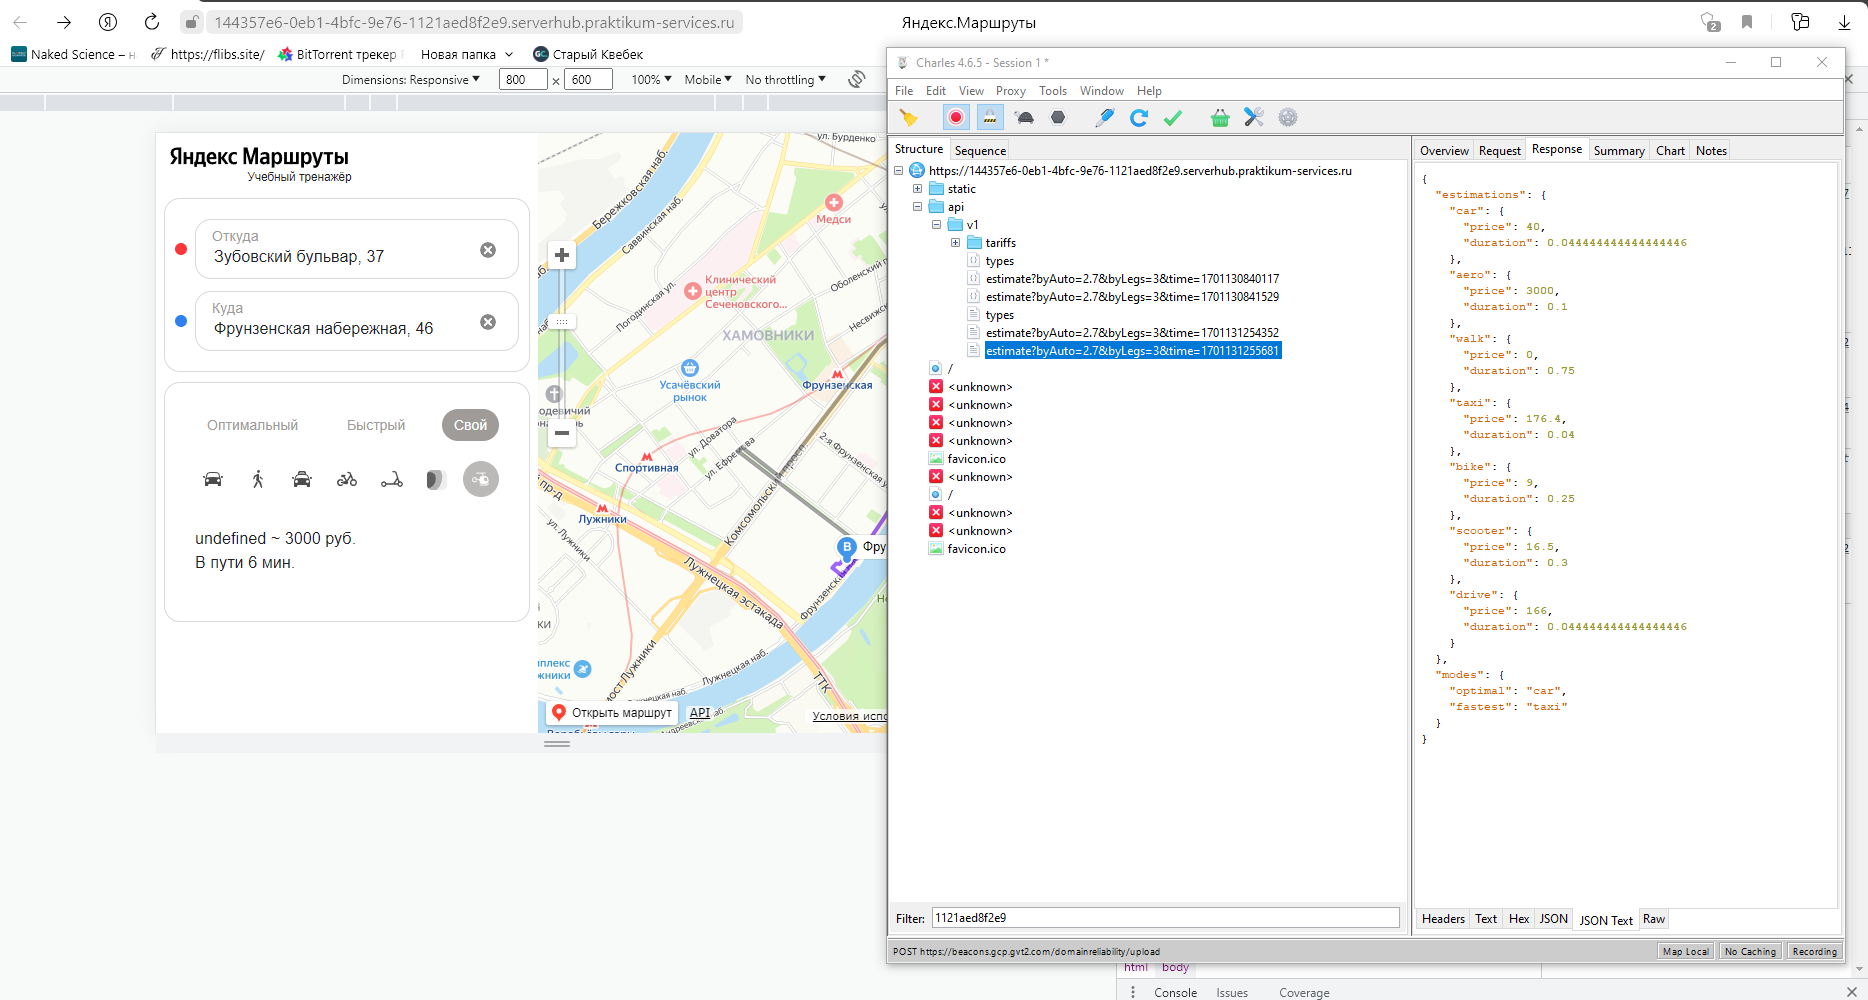 144357e6-0eb1-4bfc-9e76-1121aed8f2e9.serverhub.praktikum-services.ru
Яндекс.Маршруты
2
Naked Science – н
https://flibs.site/
BitTorrent трекер
Новая папка
Старый Квебек
Dimensions: Responsive
800 × 600
100%
Mobile
No throttling
Яндекс Маршруты
Учебный тренажёр
Откуда
Зубовский бульвар, 37
Куда
Фрунзенская набережная, 46
Оптимальный
Быстрый
Свой
undefined ~ 3000 руб.
В пути 6 мин.
ул. Бурденко
Бережковская наб.
Саввинская наб.
Медси
Клинический
центр
Сеченовского...
Оболенский
Погодинская ул.
Несвижск
ХАМОВНИКИ
Усачёвский
рынок
Фрунзенская
ул. Доватора
ул. Ефремова
2-я Фрунзенская у
Спортивная
Комсомольский просп.
Лужники
B
Фру
Лужнецкая эстакада
Фрунзенск
Лужнецкая наб.
мост Лужники
ТТК
Андреевская наб.
Открыть маршрут
API
Условия испо
Charles 4.6.5 - Session 1 *
File Edit View Proxy Tools Window Help
Structure Sequence
https://144357e6-0eb1-4bfc-9e76-1121aed8f2e9.serverhub.praktikum-services.ru
static
api
v1
tariffs
types
estimate?byAuto=2.7&byLegs=3&time=1701130840117
estimate?byAuto=2.7&byLegs=3&time=1701130841529
types
estimate?byAuto=2.7&byLegs=3&time=1701131254352
estimate?byAuto=2.7&byLegs=3&time=1701131255681
/
<unknown>
<unknown>
<unknown>
<unknown>
favicon.ico
<unknown>
/
<unknown>
<unknown>
favicon.ico
Filter: 1121aed8f2e9
Overview Request Response Summary Chart Notes
{
"estimations": {
"car": {
"price": 40,
"duration": 0.044444444444444446
},
"aero": {
"price": 3000,
"duration": 0.1
},
"walk": {
"price": 0,
"duration": 0.75
},
"taxi": {
"price": 176.4,
"duration": 0.04
},
"bike": {
"price": 9,
"duration": 0.25
},
"scooter": {
"price": 16.5,
"duration": 0.3
},
"drive": {
"price": 166,
"duration": 0.044444444444444446
}
},
"modes": {
"optimal": "car",
"fastest": "taxi"
}
}
Headers Text Hex JSON JSON Text Raw
POST https://beacons.gcp.gvt2.com/domainreliability/upload
Map Local No Caching Recording
html body
Console Issues Coverage